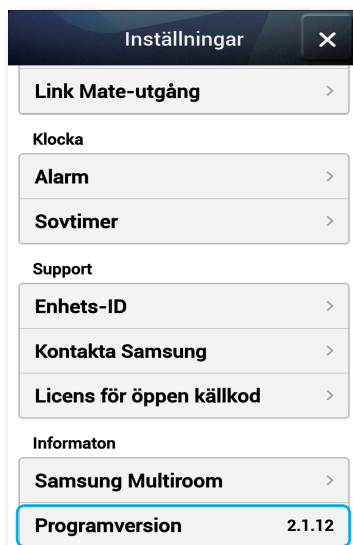 Inställningar
Link Mate-utgång
Klocka
Alarm
Sovtimer
Support
Enhets-ID
Kontakta Samsung
Licens för öppen källkod
Informaton
Samsung Multiroom
Programversion 2.1.12